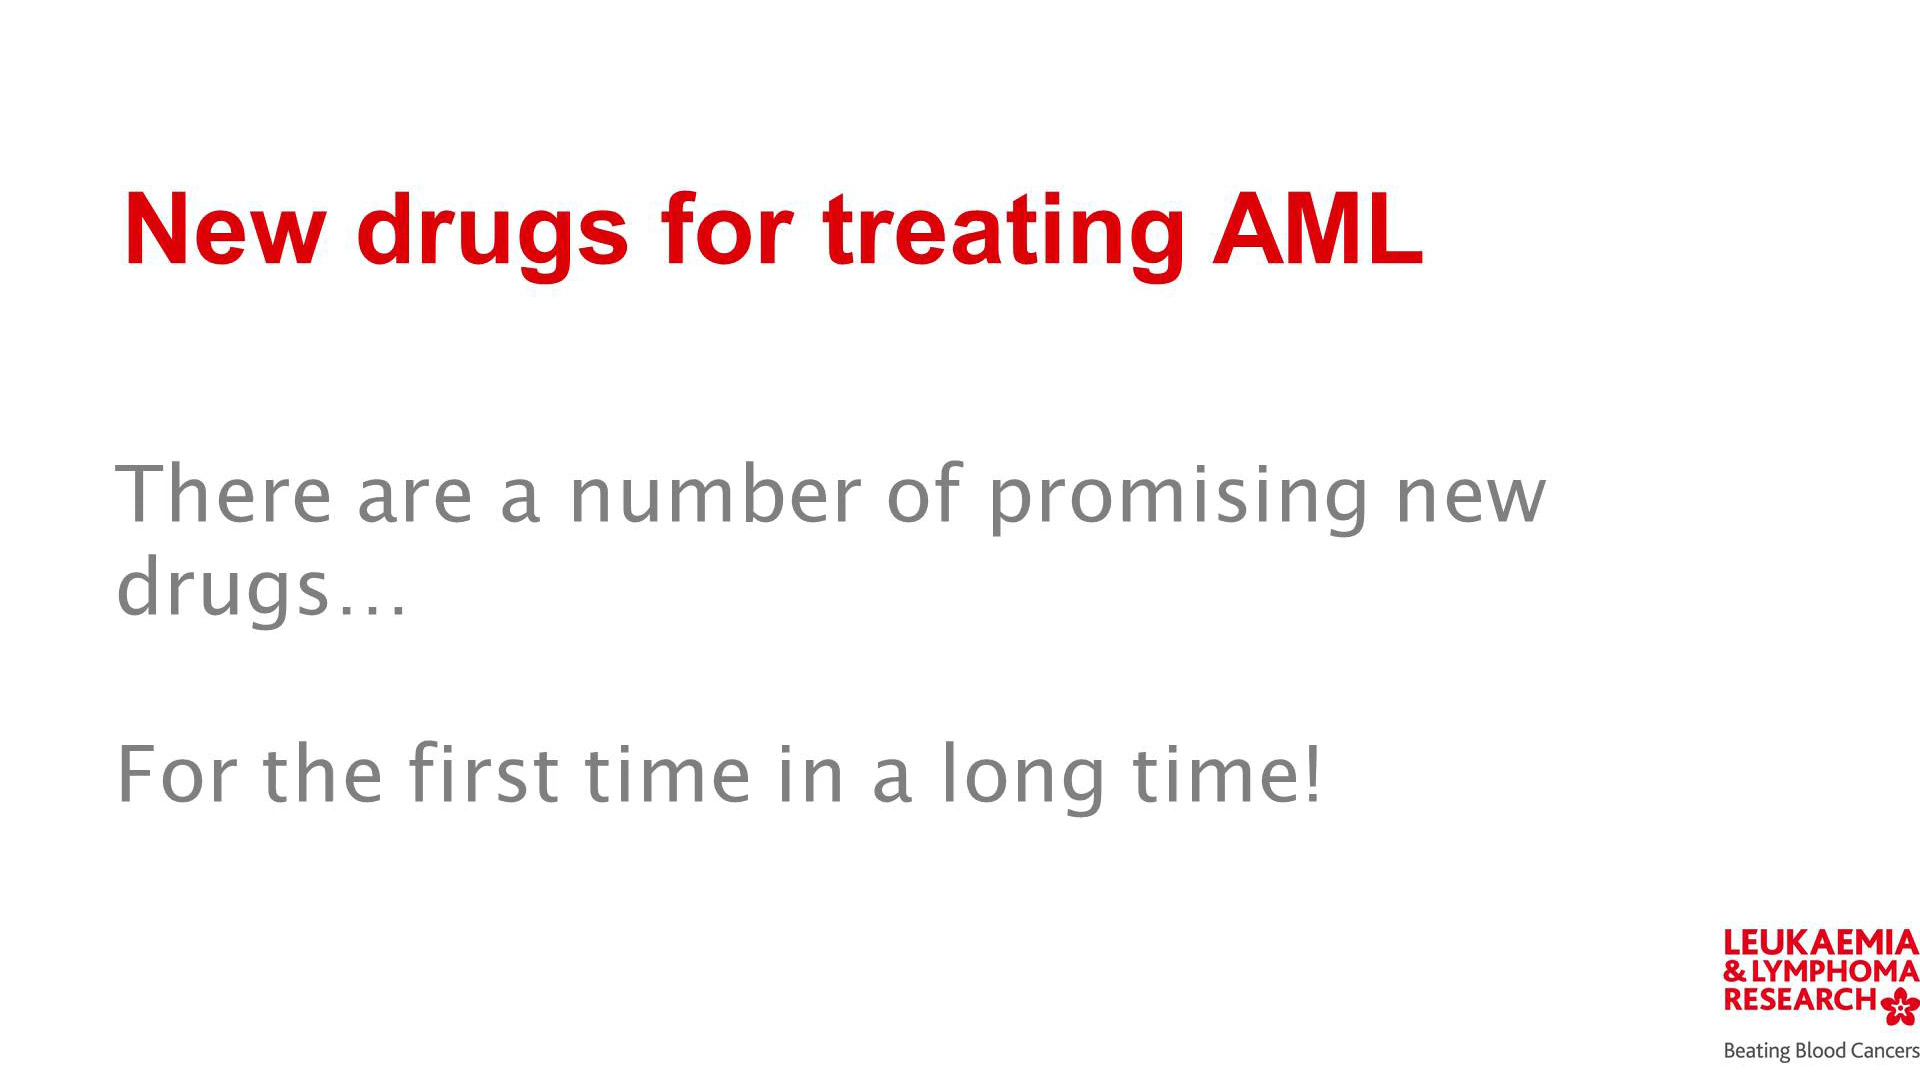 New drugs for treating AML
There are a number of promising new
drugs…
For the first time in a long time!
LEUKAEMIA
& LYMPHOMA
RESEARCH
Beating Blood Cancers